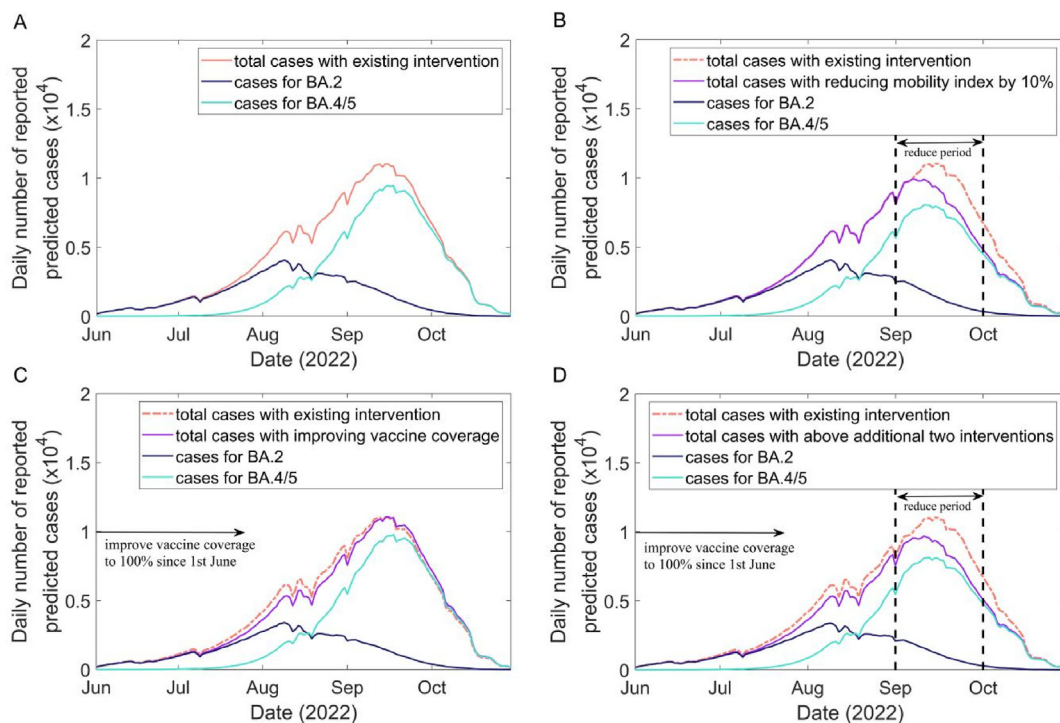 A
Daily number of reported
predicted cases (x10^4)
2
1.5
1
0.5
0
total cases with existing intervention
cases for BA.2
cases for BA.4/5
Jun Jul Aug Sep Oct
Date (2022)
B
Daily number of reported
predicted cases (x10^4)
2
1.5
1
0.5
0
total cases with existing intervention
total cases with reducing mobility index by 10%
cases for BA.2
cases for BA.4/5
reduce period
Jun Jul Aug Sep Oct
Date (2022)
C
Daily number of reported
predicted cases (x10^4)
2
1.5
1
0.5
0
total cases with existing intervention
total cases with improving vaccine coverage
cases for BA.2
cases for BA.4/5
improve vaccine coverage
to 100% since 1st June
Jun Jul Aug Sep Oct
Date (2022)
D
Daily number of reported
predicted cases (x10^4)
2
1.5
1
0.5
0
total cases with existing intervention
total cases with above additional two interventions
cases for BA.2
cases for BA.4/5
reduce period
improve vaccine coverage
to 100% since 1st June
Jun Jul Aug Sep Oct
Date (2022)